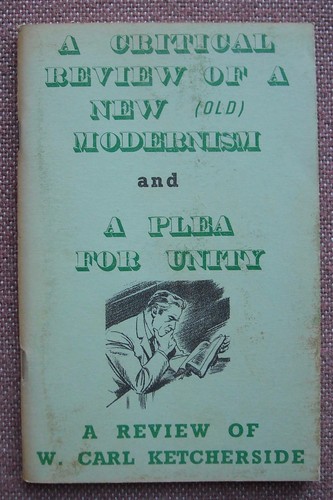 A CRITICAL
REVIEW OF A
NEW (OLD)
MODERNISM
and
A PLEA
FOR UNITY
A REVIEW OF
W. CARL KETCHERSIDE